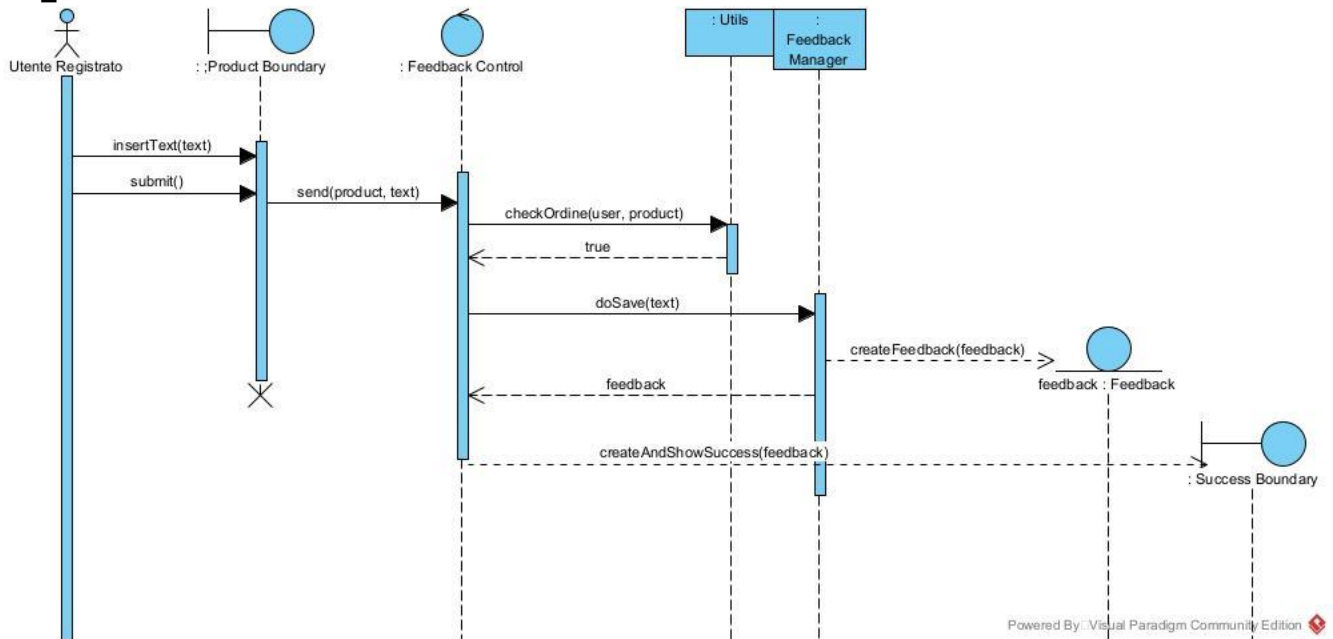 : Utils
:
Feedback
Manager
Utente Registrato
: ;Product Boundary
: Feedback Control
insertText(text)
submit()
send(product, text)
checkOrdine(user, product)
true
doSave(text)
createFeedback(feedback)
feedback
feedback : Feedback
createAndShowSuccess(feedback)
: Success Boundary
Powered By Visual Paradigm Community Edition